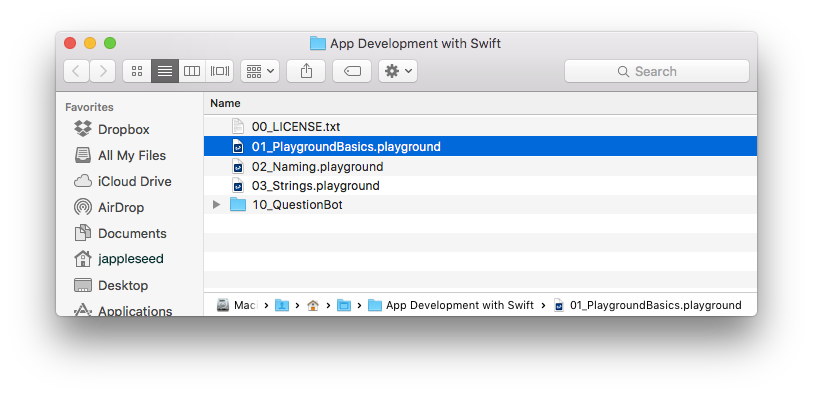 App Development with Swift
Search
Favorites
Dropbox
All My Files
iCloud Drive
AirDrop
Documents
jappleseed
Desktop
Applications
Name
00_LICENSE.txt
01_PlaygroundBasics.playground
02_Naming.playground
03_Strings.playground
10_QuestionBot
Mac
App Development with Swift
01_PlaygroundBasics.playground